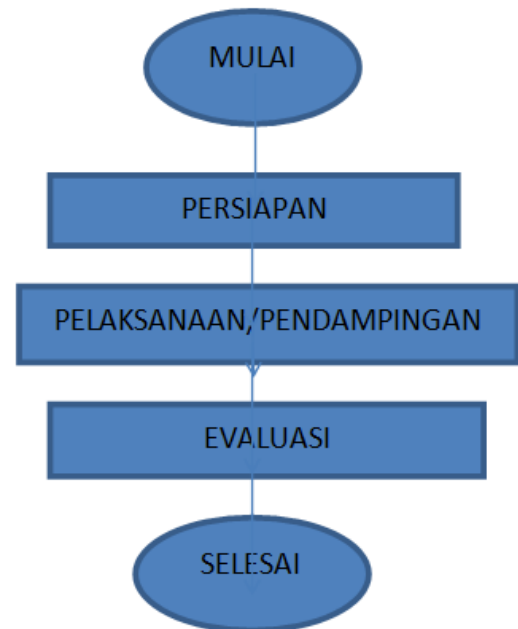 MULAI
PERSIAPAN
PELAKSANAAN/PENDAMPINGAN
EVALUASI
SELESAI